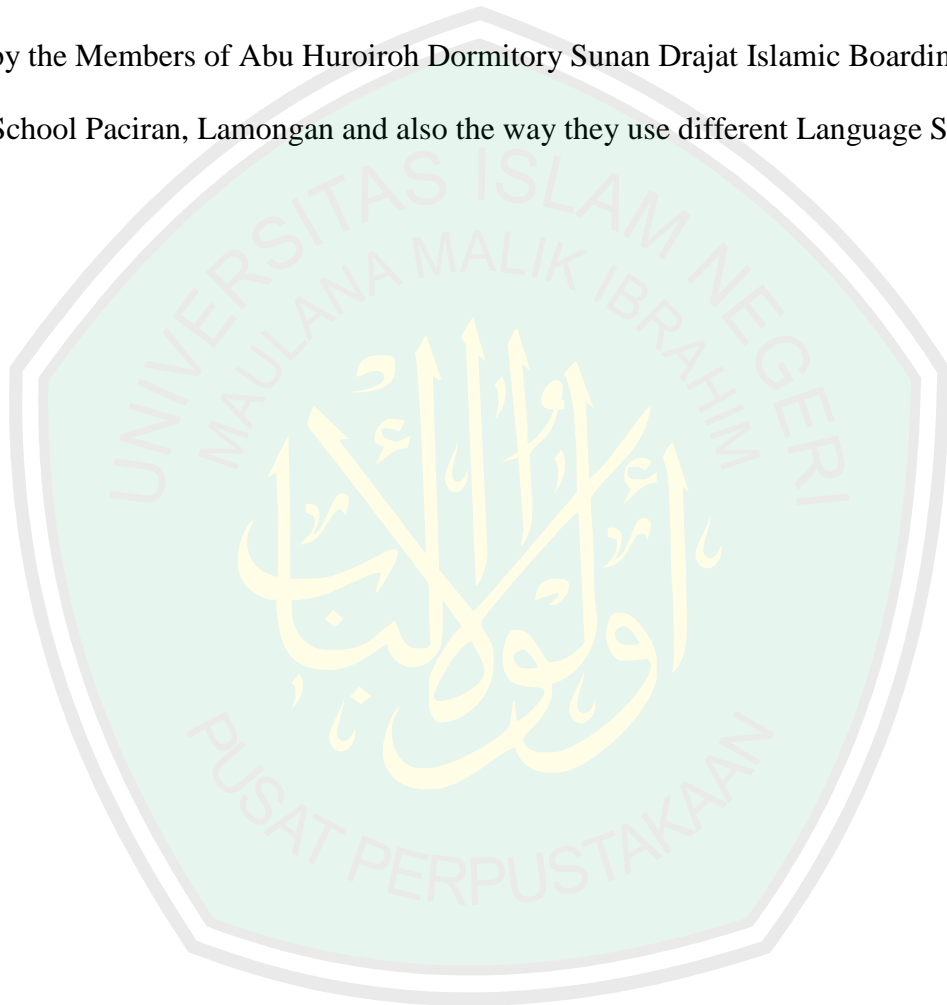 by the Members of Abu Huroiroh Dormitory Sunan Drajat Islamic Boardin
School Paciran, Lamongan and also the way they use different Language S
UNIVERSITAS ISLAM NEGERI
MAULANA MALIK IBRAHIM
أولوا الألباب
PUSAT PERPUSTAKAAN